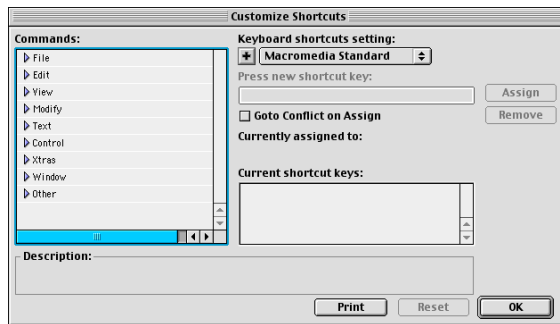 Customize Shortcuts
Commands:
File
Edit
View
Modify
Text
Control
Xtras
Window
Other
Keyboard shortcuts setting:
Macromedia Standard
Press new shortcut key:
Assign
Goto Conflict on Assign
Remove
Currently assigned to:
Current shortcut keys:
Description:
Print
Reset
OK